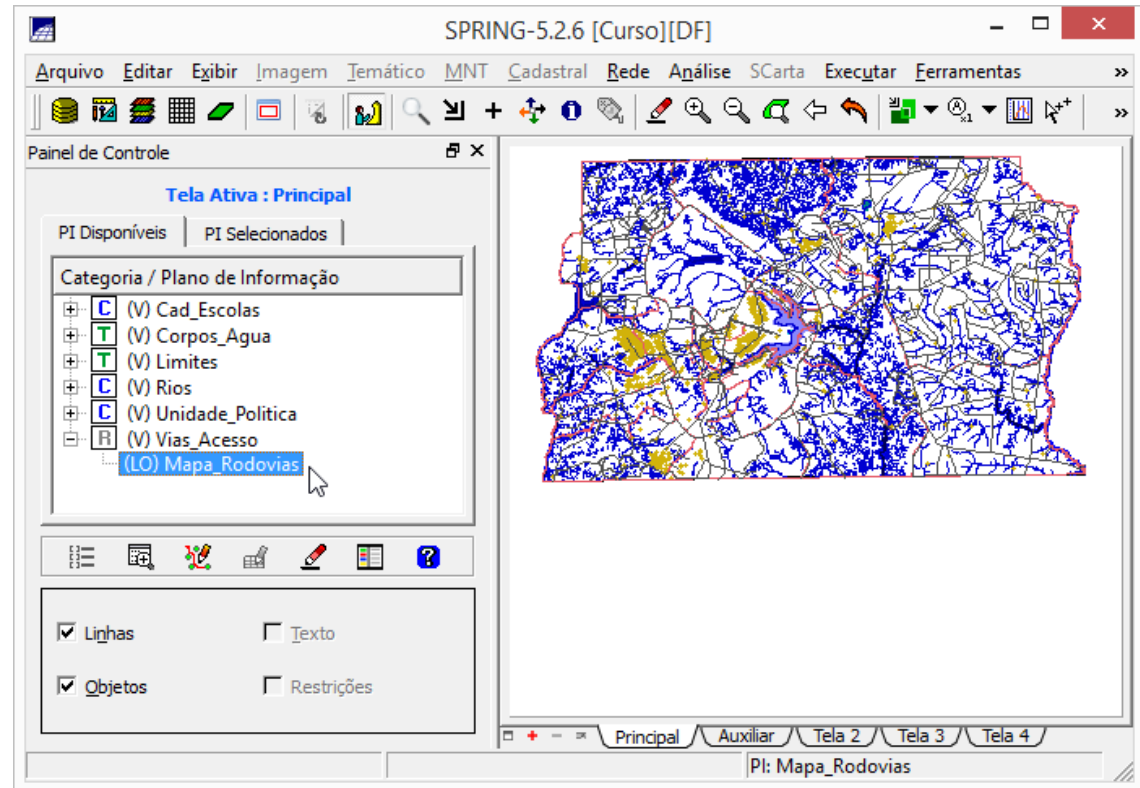 SPRING-5.2.6 [Curso][DF]
Arquivo Editar Exibir Imagem Temático MNT Cadastral Rede Análise SCarta Executar Ferramentas »
Painel de Controle
Tela Ativa : Principal
PI Disponíveis PI Selecionados
Categoria / Plano de Informação
C (V) Cad_Escolas
T (V) Corpos_Agua
T (V) Limites
C (V) Rios
C (V) Unidade_Politica
R (V) Vias_Acesso
(LO) Mapa_Rodovias
Linhas Texto
Objetos Restrições
Principal Auxiliar Tela 2 Tela 3 Tela 4
PI: Mapa_Rodovias